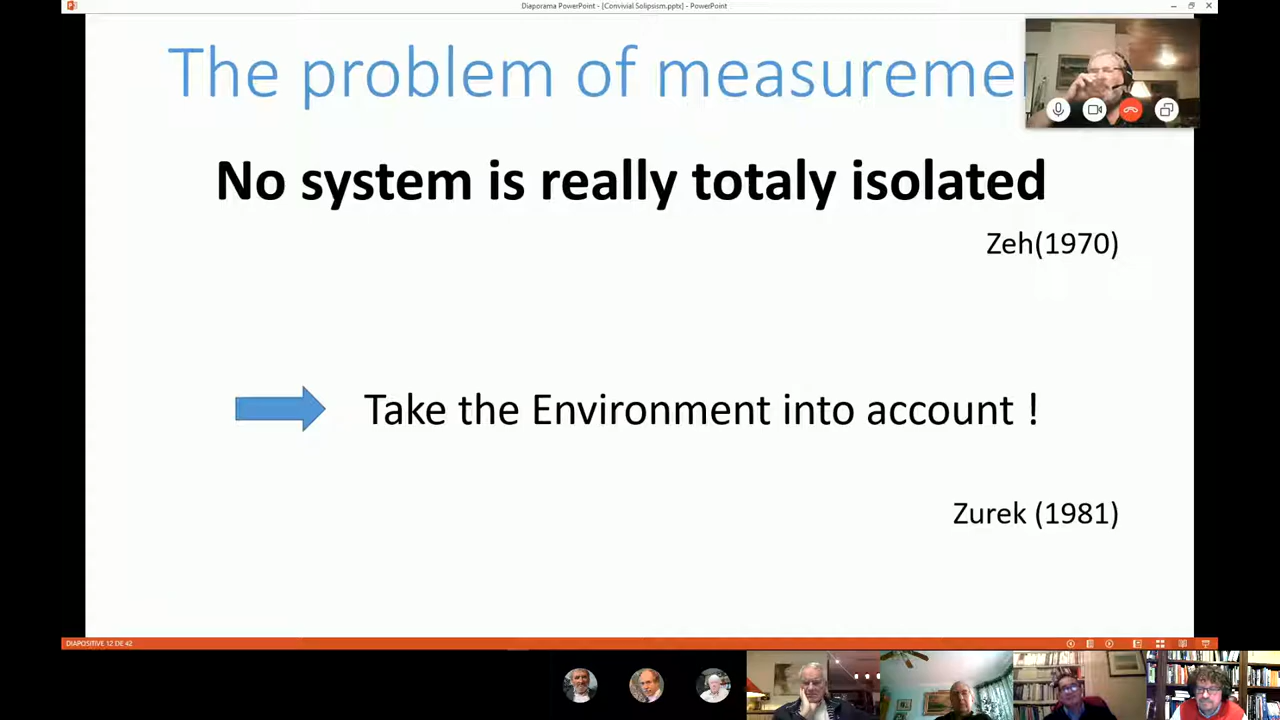 Diaporama PowerPoint - [Convivial Solipsism.pptx] - PowerPoint
The problem of measureme
No system is really totaly isolated
Zeh(1970)
Take the Environment into account !
Zurek (1981)
DIAPOSITIVE 12 DE 42